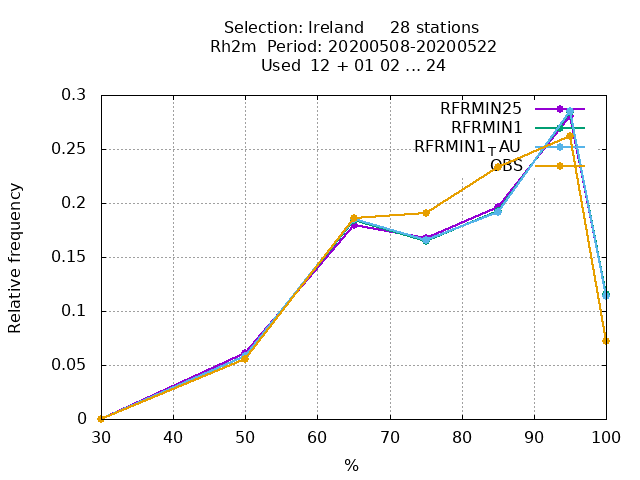 Selection: Ireland 28 stations
Rh2m Period: 20200508-20200522
Used 12 + 01 02 ... 24
0.3
0.25
0.2
0.15
0.1
0.05
0
Relative frequency
RFRMIN25
RFRMIN1
RFRMIN1TAU
OBS
30 40 50 60 70 80 90 100
%